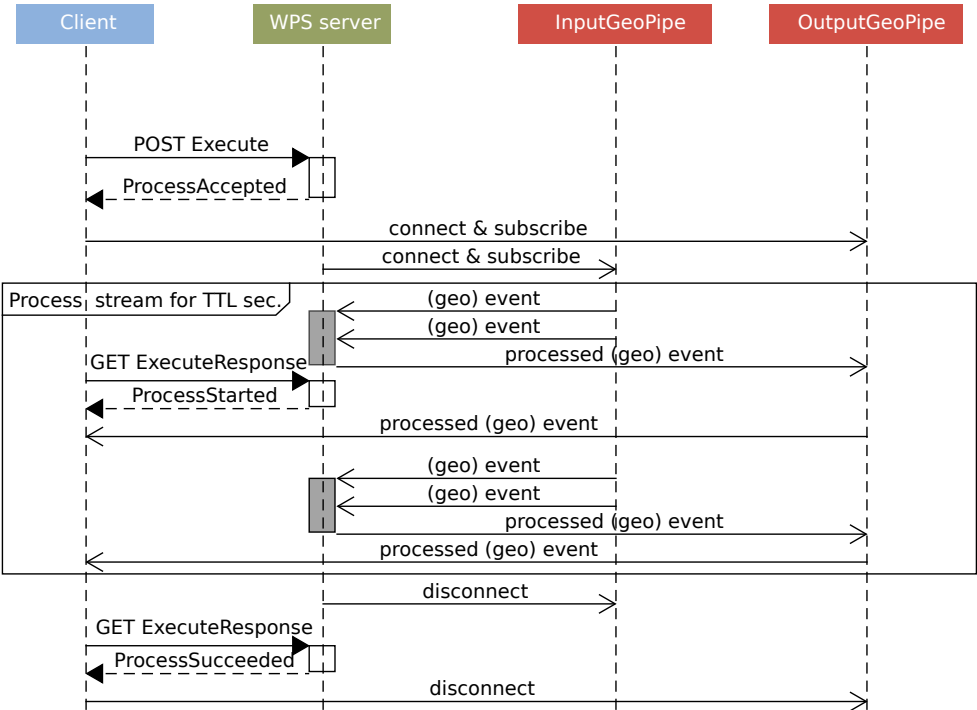 Client WPS server InputGeoPipe OutputGeoPipe
POST Execute
ProcessAccepted
connect & subscribe
connect & subscribe
Process stream for TTL sec.
(geo) event
(geo) event
processed (geo) event
GET ExecuteResponse
ProcessStarted
processed (geo) event
(geo) event
(geo) event
processed (geo) event
processed (geo) event
disconnect
GET ExecuteResponse
ProcessSucceeded
disconnect